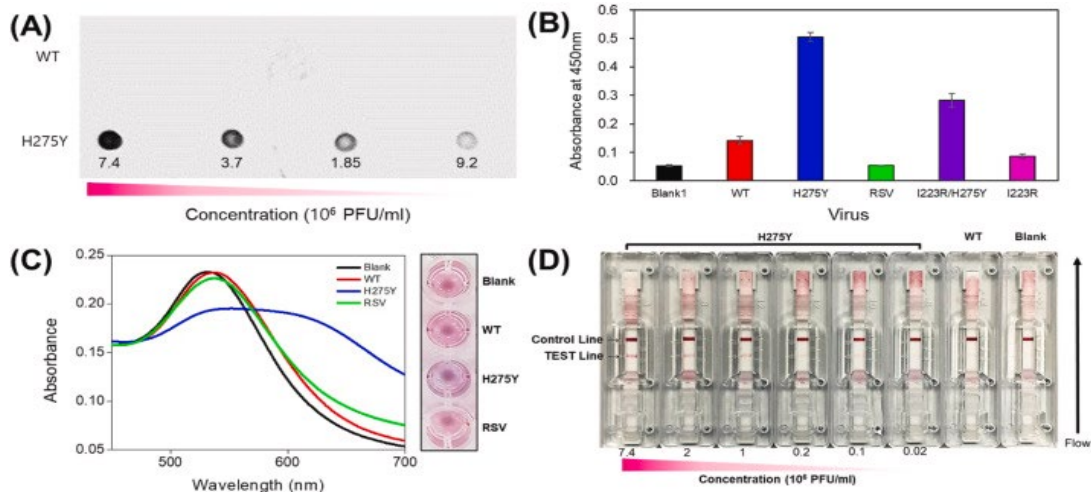 (A)
WT
H275Y
7.4 3.7 1.85 9.2
Concentration (10⁶ PFU/ml)
(B)
Absorbance at 450nm
0.6
0.5
0.4
0.3
0.2
0.1
0.0
Blank1 WT H275Y RSV I223R/H275Y I223R
Virus
(C)
Absorbance
0.25
0.20
0.15
0.10
0.05
500 600 700
Wavelength (nm)
Blank
WT
H275Y
RSV
Blank
WT
H275Y
RSV
(D)
H275Y WT Blank
Control Line
TEST Line
7.4 2 1 0.2 0.1 0.02
Concentration (10⁶ PFU/ml)
Flow